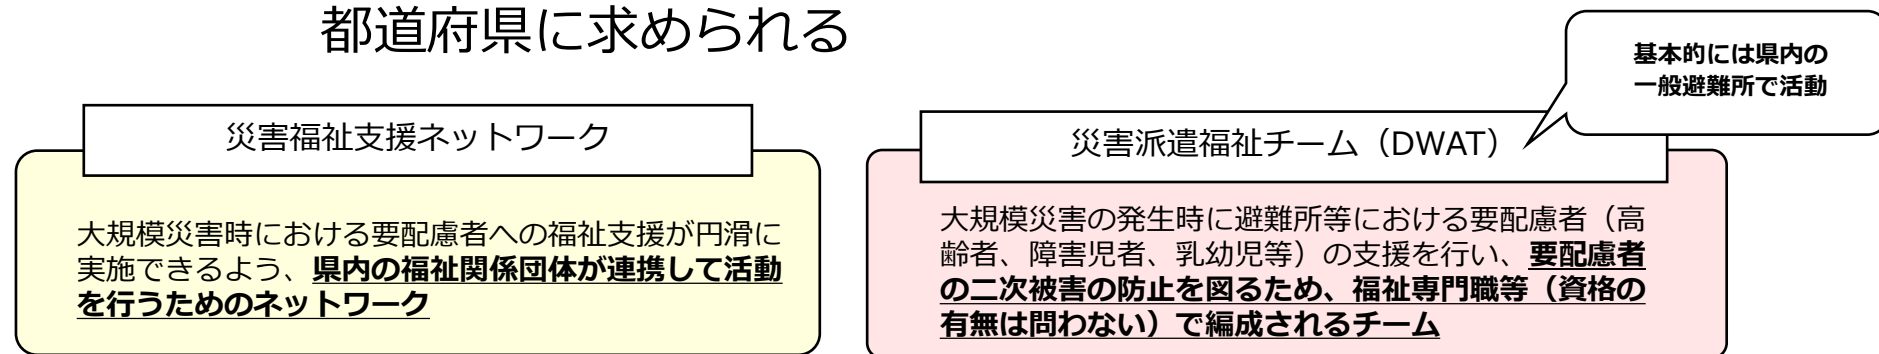 都道府県に求められる
基本的には県内の
一般避難所で活動
災害福祉支援ネットワーク
大規模災害時における要配慮者への福祉支援が円滑に
実施できるよう、県内の福祉関係団体が連携して活動
を行うためのネットワーク
災害派遣福祉チーム（DWAT）
大規模災害の発生時に避難所等における要配慮者（高
齢者、障害児者、乳幼児等）の支援を行い、要配慮者
の二次被害の防止を図るため、福祉専門職等（資格の
有無は問わない）で編成されるチーム